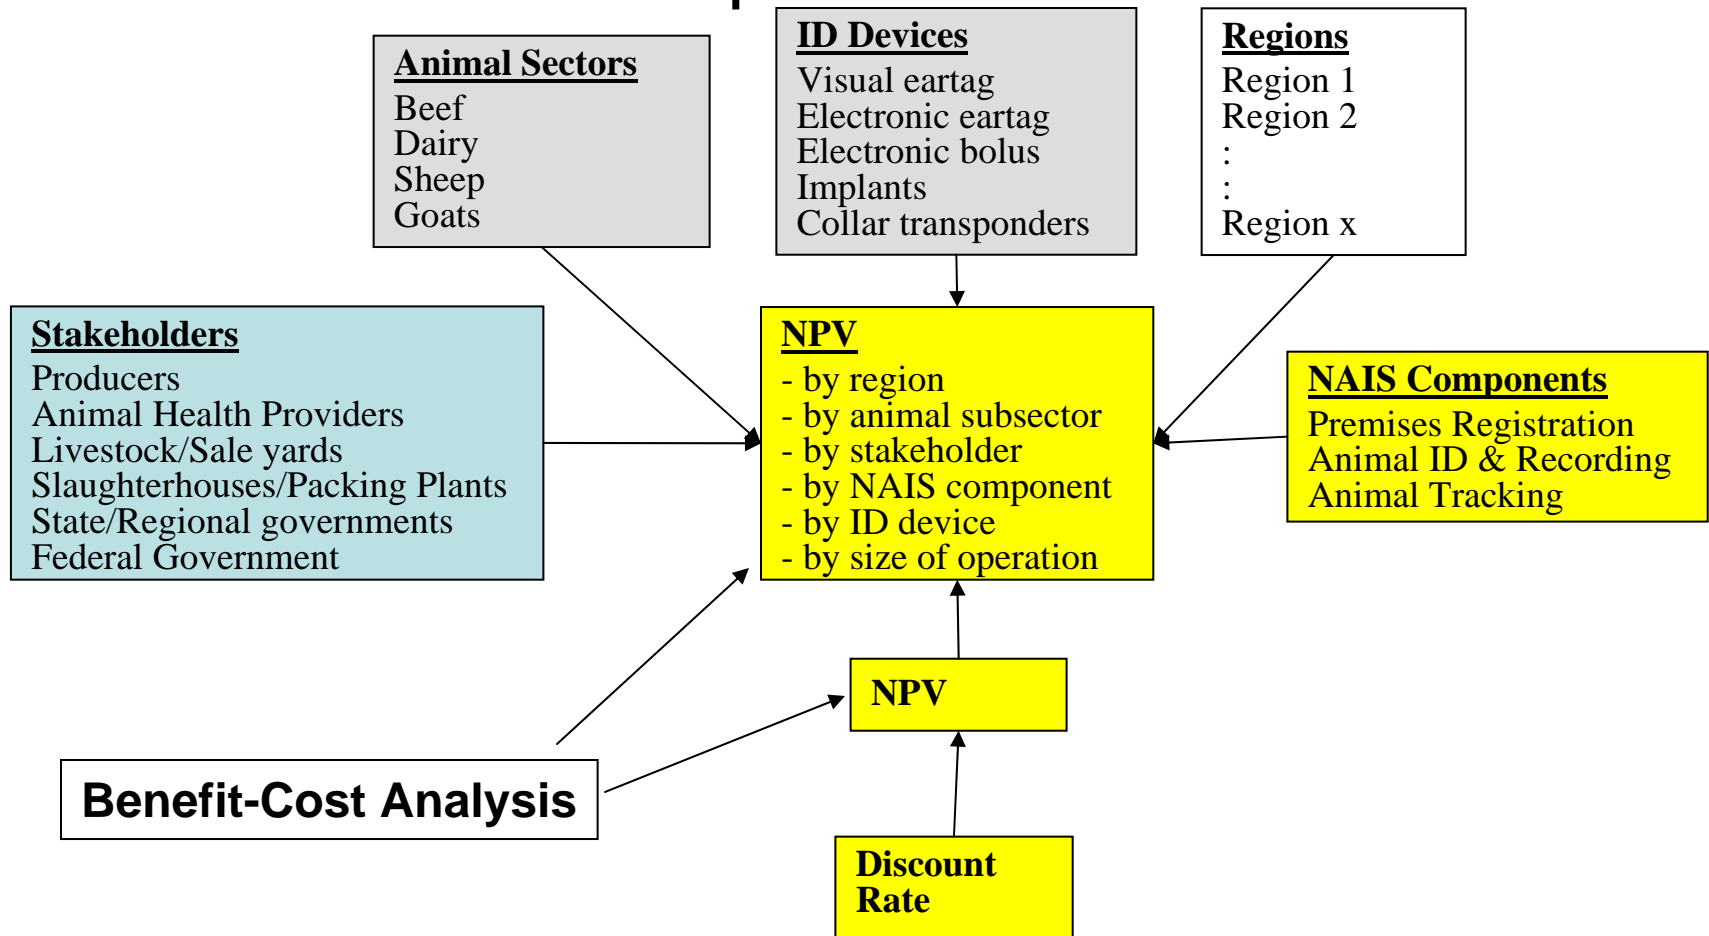 Animal Sectors
Beef
Dairy
Sheep
Goats
ID Devices
Visual eartag
Electronic eartag
Electronic bolus
Implants
Collar transponders
Regions
Region 1
Region 2
:
:
Region x
Stakeholders
Producers
Animal Health Providers
Livestock/Sale yards
Slaughterhouses/Packing Plants
State/Regional governments
Federal Government
NPV
- by region
- by animal subsector
- by stakeholder
- by NAIS component
- by ID device
- by size of operation
NAIS Components
Premises Registration
Animal ID & Recording
Animal Tracking
NPV
Benefit-Cost Analysis
Discount
Rate